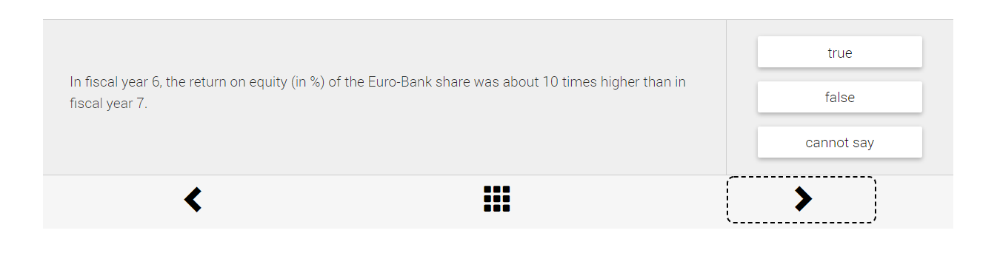 In fiscal year 6, the return on equity (in %) of the Euro-Bank share was about 10 times higher than in
fiscal year 7.
true
false
cannot say